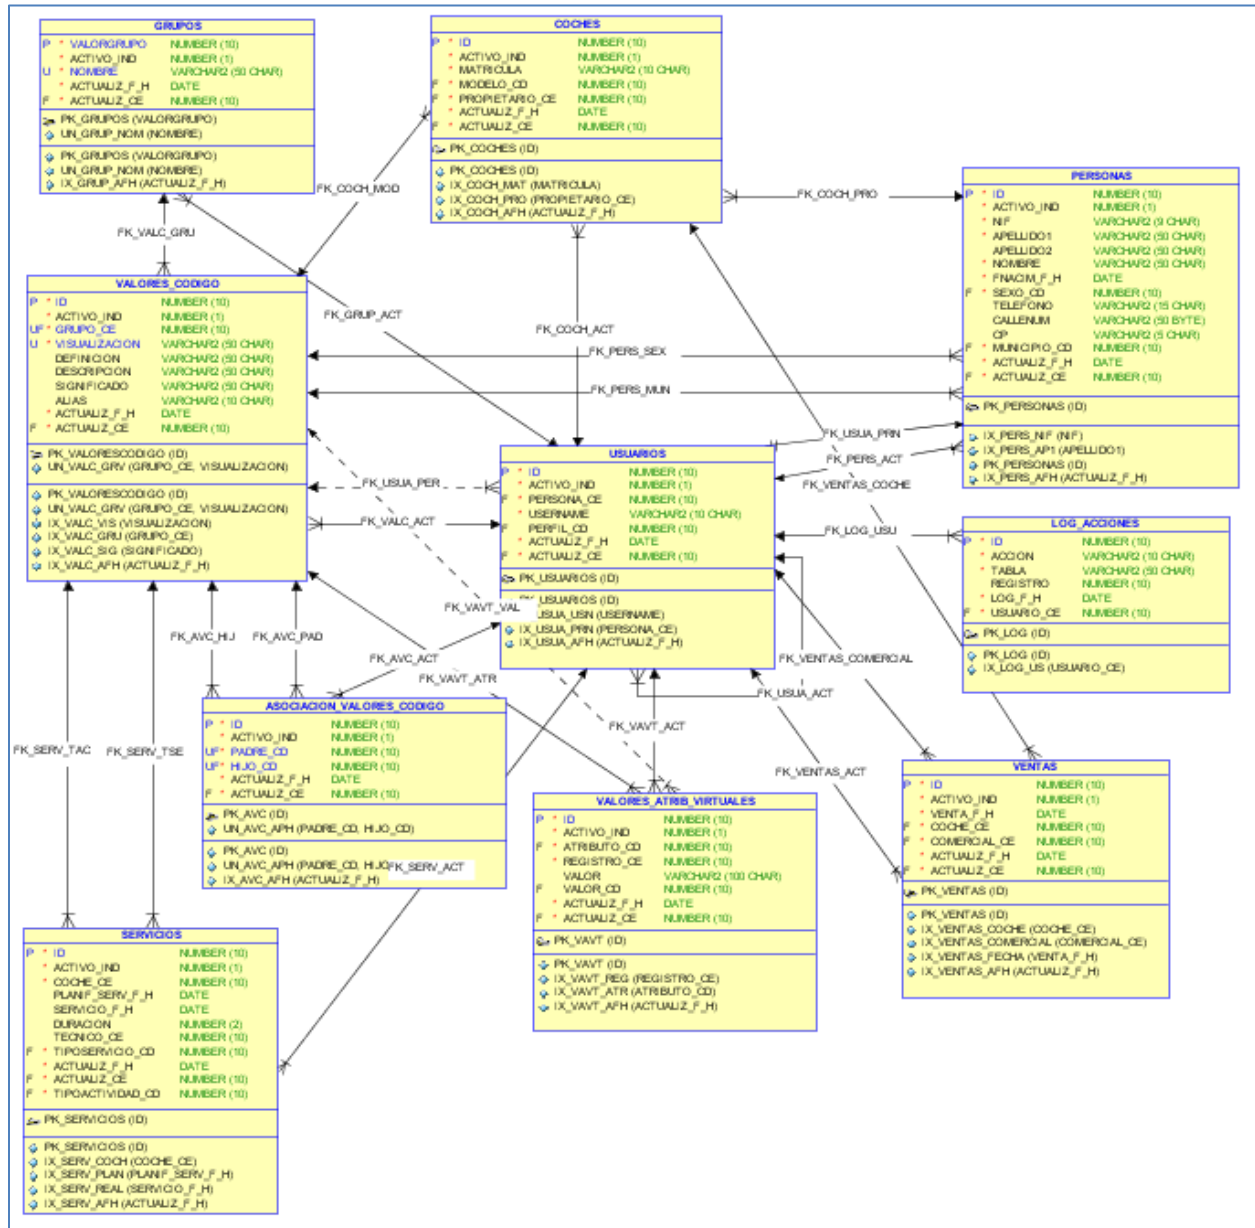 GRUPOS
P * VALORGRUPO NUMBER (10)
* ACTIVO_IND NUMBER (1)
U * NOMBRE VARCHAR2 (50 CHAR)
* ACTUALIZ_F_H DATE
F * ACTUALIZ_CE NUMBER (10)
PK_GRUPOS (VALORGRUPO)
UN_GRUP_NOM (NOMBRE)
PK_GRUPOS (VALORGRUPO)
UN_GRUP_NOM (NOMBRE)
IX_GRUP_AFH (ACTUALIZ_F_H)
COCHES
P * ID NUMBER (10)
* ACTIVO_IND NUMBER (1)
* MATRICULA VARCHAR2 (10 CHAR)
F * MODELO_CD NUMBER (10)
F * PROPIETARIO_CE NUMBER (10)
* ACTUALIZ_F_H DATE
F * ACTUALIZ_CE NUMBER (10)
PK_COCHES (ID)
PK_COCHES (ID)
IX_COCH_MAT (MATRICULA)
IX_COCH_PRO (PROPIETARIO_CE)
IX_COCH_AFH (ACTUALIZ_F_H)
PERSONAS
P * ID NUMBER (10)
* ACTIVO_IND NUMBER (1)
* NIF VARCHAR2 (9 CHAR)
* APELLIDO1 VARCHAR2 (50 CHAR)
APELLIDO2 VARCHAR2 (50 CHAR)
* NOMBRE VARCHAR2 (50 CHAR)
* FNACIM_F_H DATE
F * SEXO_CD NUMBER (10)
TELEFONO VARCHAR2 (15 CHAR)
CALLENUM VARCHAR2 (50 BYTE)
CP VARCHAR2 (5 CHAR)
F * MUNICIPIO_CD NUMBER (10)
* ACTUALIZ_F_H DATE
F * ACTUALIZ_CE NUMBER (10)
PK_PERSONAS (ID)
IX_PERS_NIF (NIF)
IX_PERS_AP1 (APELLIDO1)
PK_PERSONAS (ID)
IX_PERS_AFH (ACTUALIZ_F_H)
FK_COCH_MOD
FK_COCH_PRO
FK_VALC_GRU
FK_GRUP_ACT
FK_COCH_ACT
FK_PERS_SEX
FK_PERS_MUN
VALORES_CODIGO
P * ID NUMBER (10)
* ACTIVO_IND NUMBER (1)
UF * GRUPO_CE NUMBER (10)
U * VISUALIZACION VARCHAR2 (50 CHAR)
DEFINICION VARCHAR2 (50 CHAR)
DESCRIPCION VARCHAR2 (50 CHAR)
SIGNIFICADO VARCHAR2 (50 CHAR)
ALIAS VARCHAR2 (10 CHAR)
* ACTUALIZ_F_H DATE
F * ACTUALIZ_CE NUMBER (10)
PK_VALORESCODIGO (ID)
UN_VALC_GRV (GRUPO_CE, VISUALIZACION)
PK_VALORESCODIGO (ID)
UN_VALC_GRV (GRUPO_CE, VISUALIZACION)
IX_VALC_VIS (VISUALIZACION)
IX_VALC_GRU (GRUPO_CE)
IX_VALC_SIG (SIGNIFICADO)
IX_VALC_AFH (ACTUALIZ_F_H)
FK_USUA_PRN
FK_PERS_ACT
FK_VENTAS_COCHE
FK_USUA_PER
FK_VALC_ACT
FK_LOG_USU
USUARIOS
P * ID NUMBER (10)
* ACTIVO_IND NUMBER (1)
F * PERSONA_CE NUMBER (10)
* USERNAME VARCHAR2 (10 CHAR)
F PERFIL_CD NUMBER (10)
* ACTUALIZ_F_H DATE
F * ACTUALIZ_CE NUMBER (10)
PK_USUARIOS (ID)
PK_USUARIOS (ID)
_USUA_USN (USERNAME)
IX_USUA_PRN (PERSONA_CE)
IX_USUA_AFH (ACTUALIZ_F_H)
LOG_ACCIONES
P * ID NUMBER (10)
* ACCION VARCHAR2 (10 CHAR)
* TABLA VARCHAR2 (50 CHAR)
REGISTRO NUMBER (10)
* LOG_F_H DATE
F * USUARIO_CE NUMBER (10)
PK_LOG (ID)
PK_LOG (ID)
IX_LOG_US (USUARIO_CE)
FK_VAVT_VAL
FK_AVC_HIJ
FK_AVC_PAD
FK_AVC_ACT
FK_VAVT_ATR
FK_VENTAS_COMERCIAL
FK_USUA_ACT
FK_VAVT_ACT
FK_SERV_TAC
FK_SERV_TSE
FK_VENTAS_ACT
ASOCIACION_VALORES_CODIGO
P * ID NUMBER (10)
* ACTIVO_IND NUMBER (10)
UF * PADRE_CD NUMBER (10)
UF * HIJO_CD NUMBER (10)
* ACTUALIZ_F_H DATE
F * ACTUALIZ_CE NUMBER (10)
PK_AVC (ID)
UN_AVC_APH (PADRE_CD, HIJO_CD)
PK_AVC (ID)
UN_AVC_APH (PADRE_CD, HIJO
IX_AVC_AFH (ACTUALIZ_F_H)
FK_SERV_ACT
VALORES_ATRIB_VIRTUALES
P * ID NUMBER (10)
* ACTIVO_IND NUMBER (1)
F * ATRIBUTO_CD NUMBER (10)
* REGISTRO_CE NUMBER (10)
VALOR VARCHAR2 (100 CHAR)
F VALOR_CD NUMBER (10)
* ACTUALIZ_F_H DATE
F * ACTUALIZ_CE NUMBER (10)
PK_VAVT (ID)
PK_VAVT (ID)
IX_VAVT_REG (REGISTRO_CE)
IX_VAVT_ATR (ATRIBUTO_CD)
IX_VAVT_AFH (ACTUALIZ_F_H)
VENTAS
P * ID NUMBER (10)
* ACTIVO_IND NUMBER (1)
* VENTA_F_H DATE
F * COCHE_CE NUMBER (10)
F * COMERCIAL_CE NUMBER (10)
* ACTUALIZ_F_H DATE
F * ACTUALIZ_CE NUMBER (10)
PK_VENTAS (ID)
PK_VENTAS (ID)
IX_VENTAS_COCHE (COCHE_CE)
IX_VENTAS_COMERCIAL (COMERCIAL_CE)
IX_VENTAS_FECHA (VENTA_F_H)
IX_VENTAS_AFH (ACTUALIZ_F_H)
SERVICIOS
P * ID NUMBER (10)
* ACTIVO_IND NUMBER (1)
* COCHE_CE NUMBER (10)
PLANIF_SERV_F_H DATE
SERVICIO_F_H DATE
DURACION NUMBER (2)
TECNICO_CE NUMBER (10)
F * TIPOSERVICIO_CD NUMBER (10)
* ACTUALIZ_F_H DATE
F * ACTUALIZ_CE NUMBER (10)
F * TIPOACTIVIDAD_CD NUMBER (10)
PK_SERVICIOS (ID)
PK_SERVICIOS (ID)
IX_SERV_COCH (COCHE_CE)
IX_SERV_PLAN (PLANIF_SERV_F_H)
IX_SERV_REAL (SERVICIO_F_H)
IX_SERV_AFH (ACTUALIZ_F_H)